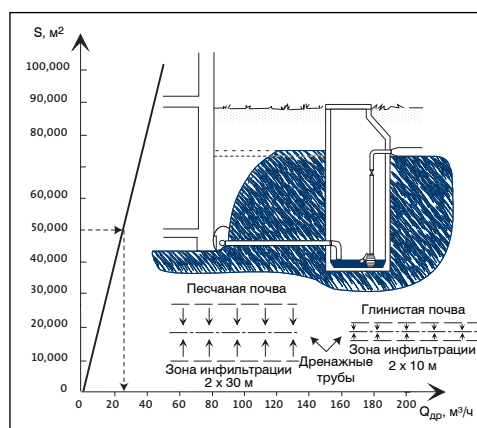 S, м²
100,000
90,000
80,000
70,000
60,000
50,000
40,000
30,000
20,000
10,000
0
Песчаная почва
Глинистая почва
Зона инфильтрации
2 x 30 м
Дренажные
трубы
Зона инфильтрации
2 x 10 м
0 20 40 60 80 100 120 140 160 180 200
Qдр, м³/ч